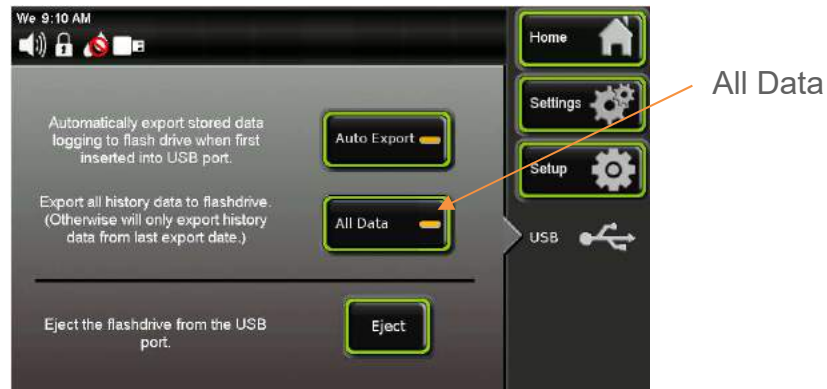 We 9:10 AM
Home
Settings
All Data
Automatically export stored data
logging to flash drive when first
inserted into USB port.
Auto Export
Setup
Export all history data to flashdrive.
(Otherwise will only export history
data from last export date.)
All Data
USB
Eject the flashdrive from the USB
port.
Eject